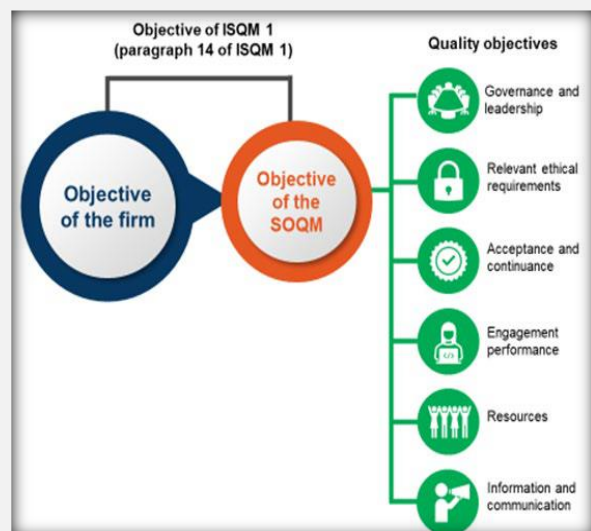 Objective of ISQM 1
(paragraph 14 of ISQM 1)
Objective
of the firm
Objective
of the
SOQM
Quality objectives
Governance and
leadership
Relevant ethical
requirements
Acceptance and
continuance
Engagement
performance
Resources
Information and
communication